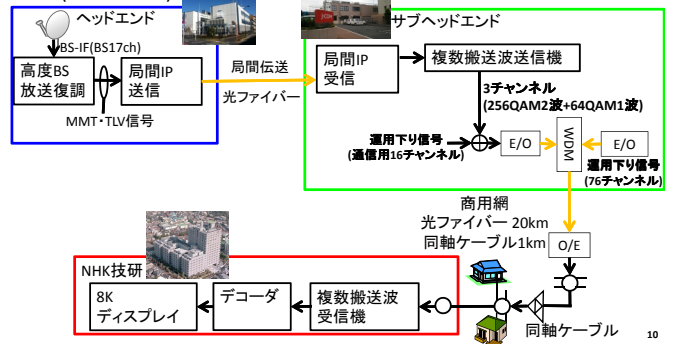 ヘッドエンド
BS-IF(BS17ch)
高度BS
放送復調
局間IP
送信
MMT・TLV信号
局間伝送
光ファイバー
サブヘッドエンド
局間IP
受信
複数搬送波送信機
3チャンネル
(256QAM2波+64QAM1波)
運用下り信号
(通信用16チャンネル)
E/O
WDM
E/O
運用下り信号
(76チャンネル)
商用網
光ファイバー 20km
同軸ケーブル1km
O/E
NHK技研
8K
ディスプレイ
デコーダ
複数搬送波
受信機
同軸ケーブル
10